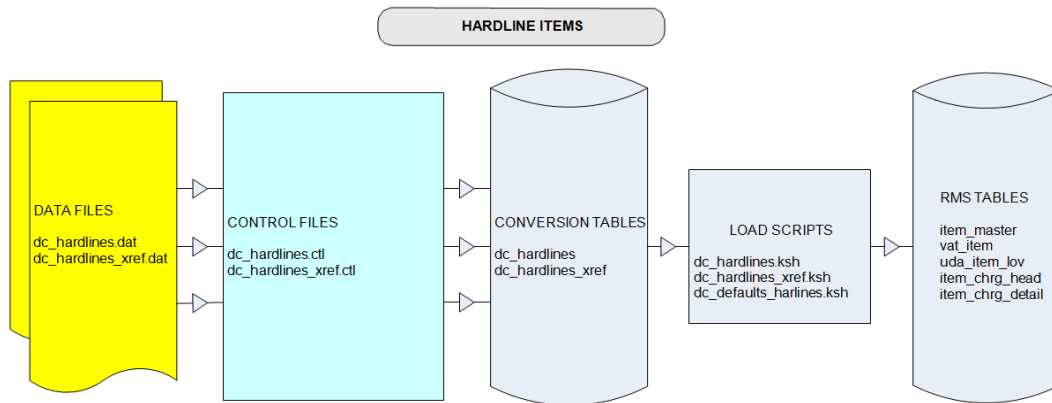 HARDLINE ITEMS
DATA FILES
dc_hardlines.dat
dc_hardlines_xref.dat
CONTROL FILES
dc_hardlines.ctl
dc_hardlines_xref.ctl
CONVERSION TABLES
dc_hardlines
dc_hardlines_xref
LOAD SCRIPTS
dc_hardlines.ksh
dc_hardlines_xref.ksh
dc_defaults_harlines.ksh
RMS TABLES
item_master
vat_item
uda_item_lov
item_chrg_head
item_chrg_detail